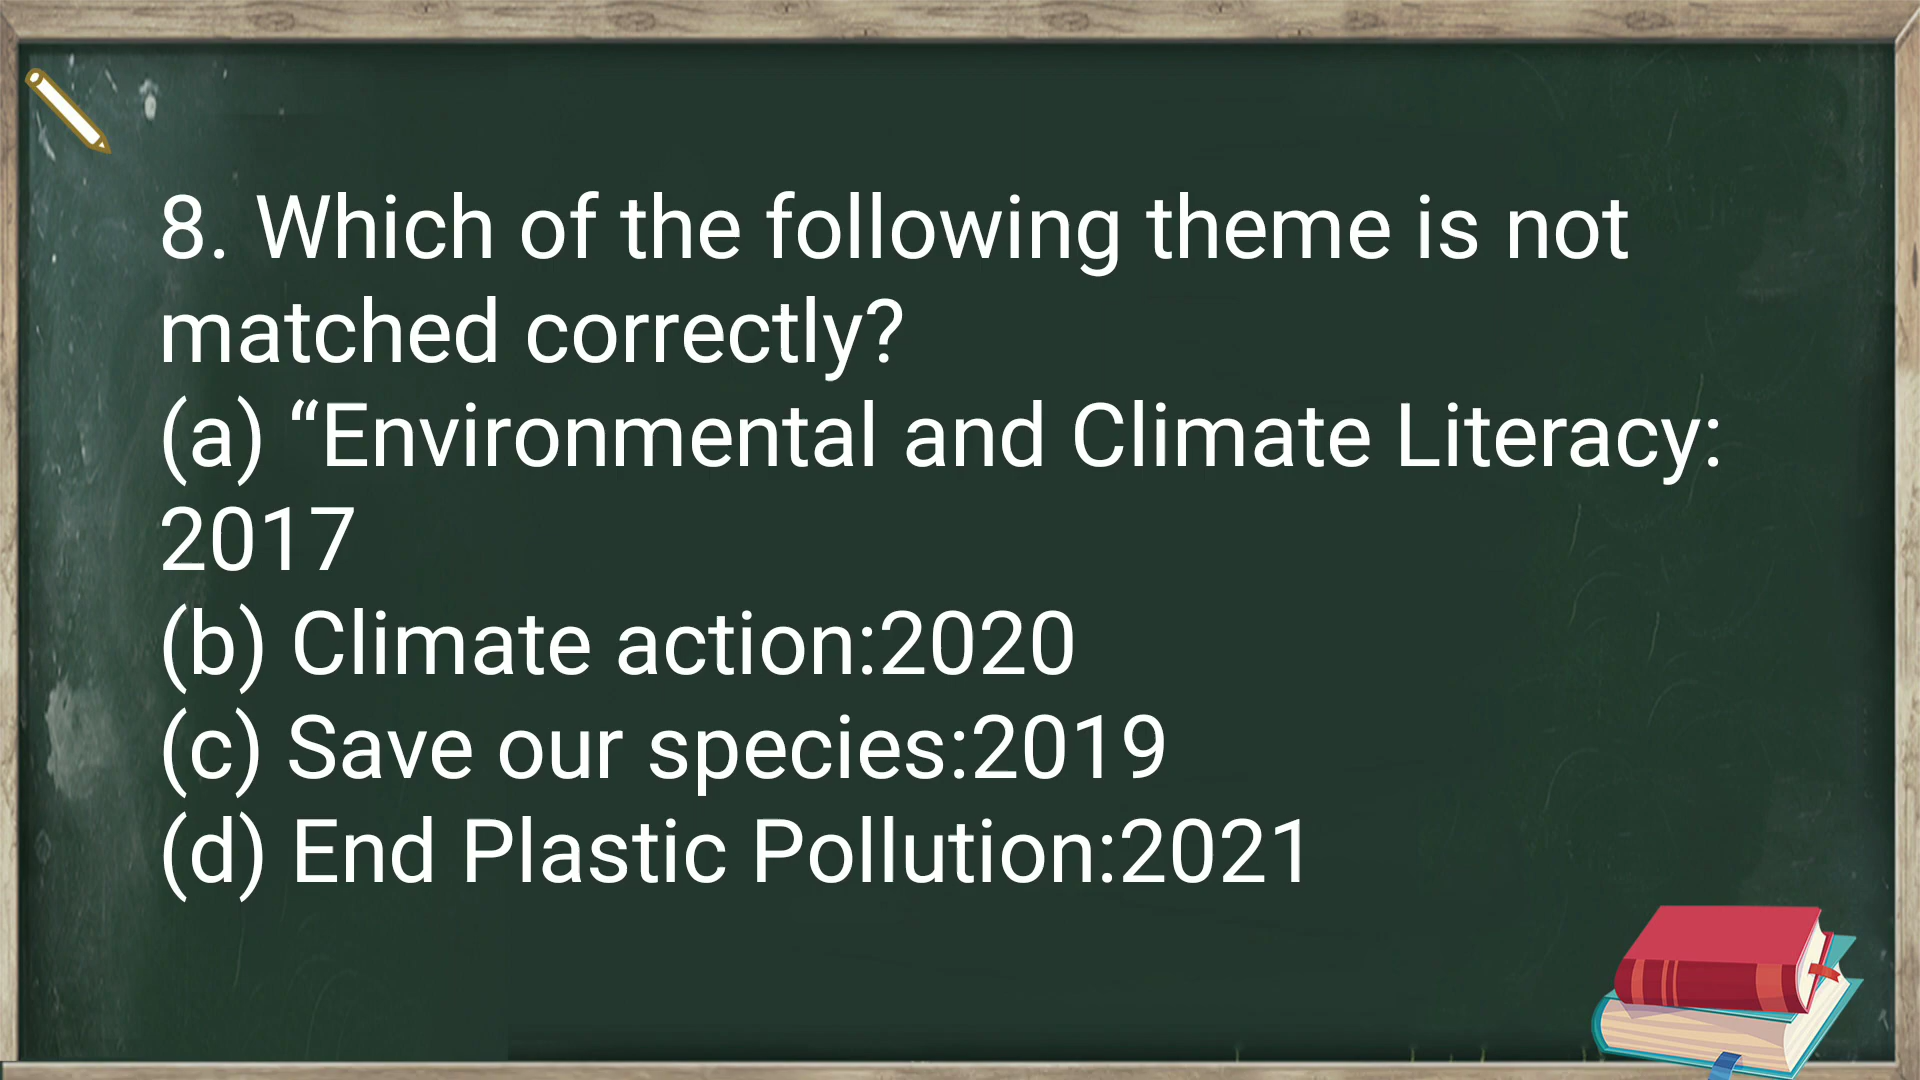 8. Which of the following theme is not
matched correctly?
(a) “Environmental and Climate Literacy:
2017
(b) Climate action:2020
(c) Save our species:2019
(d) End Plastic Pollution:2021